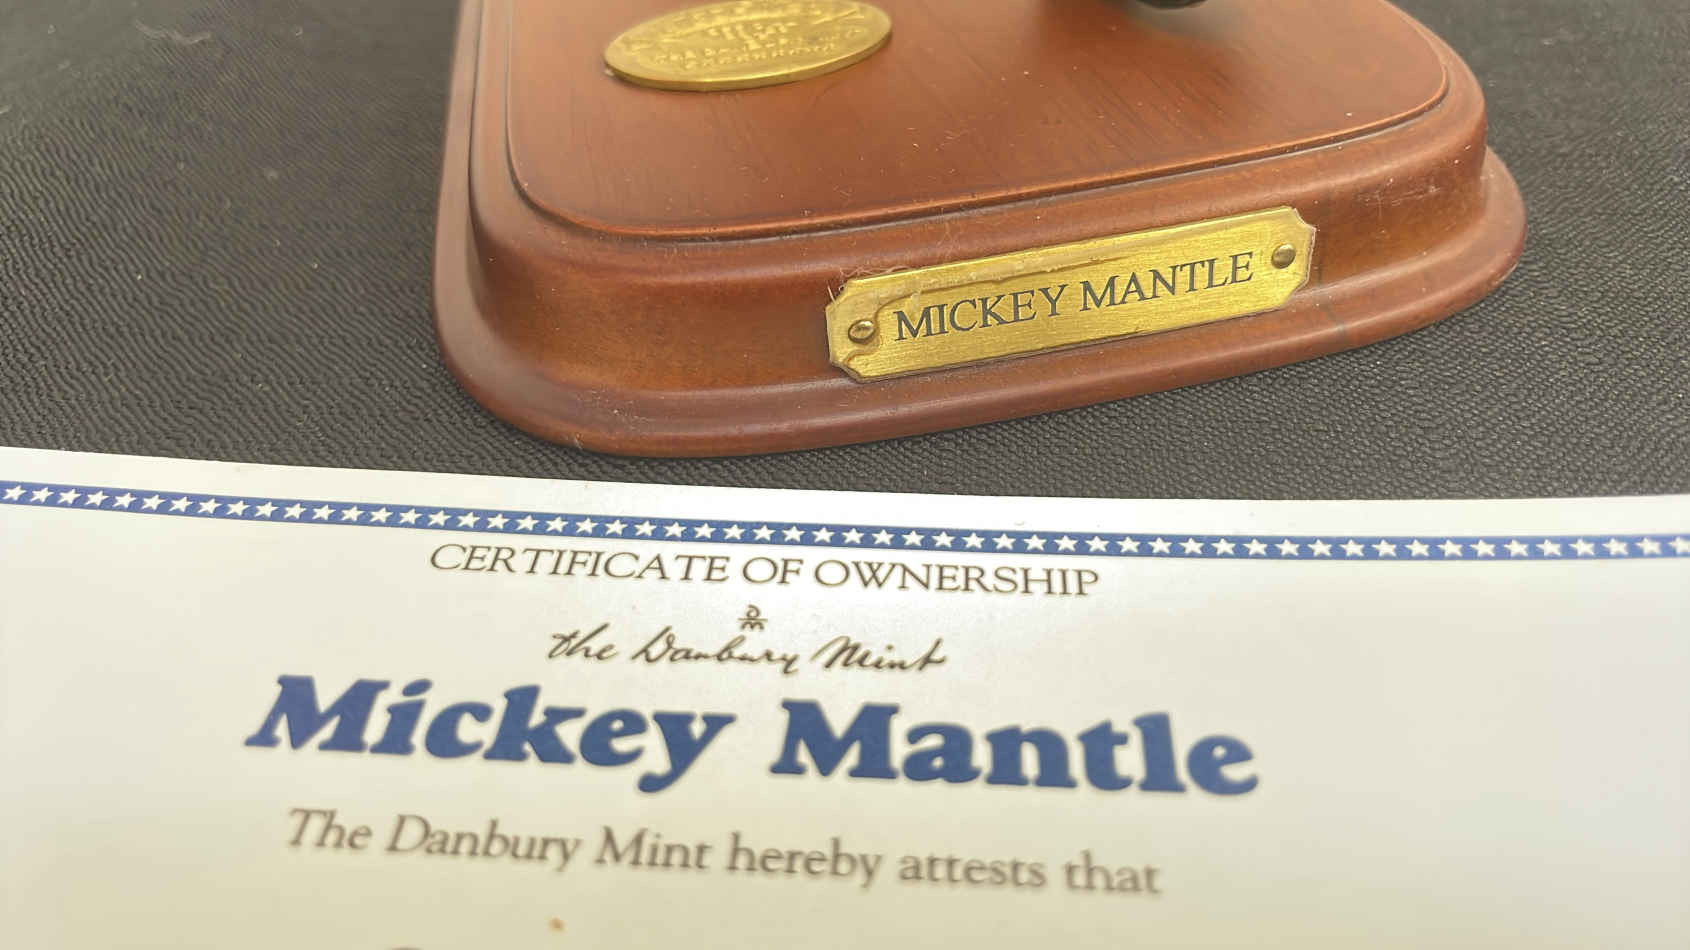 MICKEY MANTLE
CERTIFICATE OF OWNERSHIP
the Danbury Mint
Mickey Mantle
The Danbury Mint hereby attests that